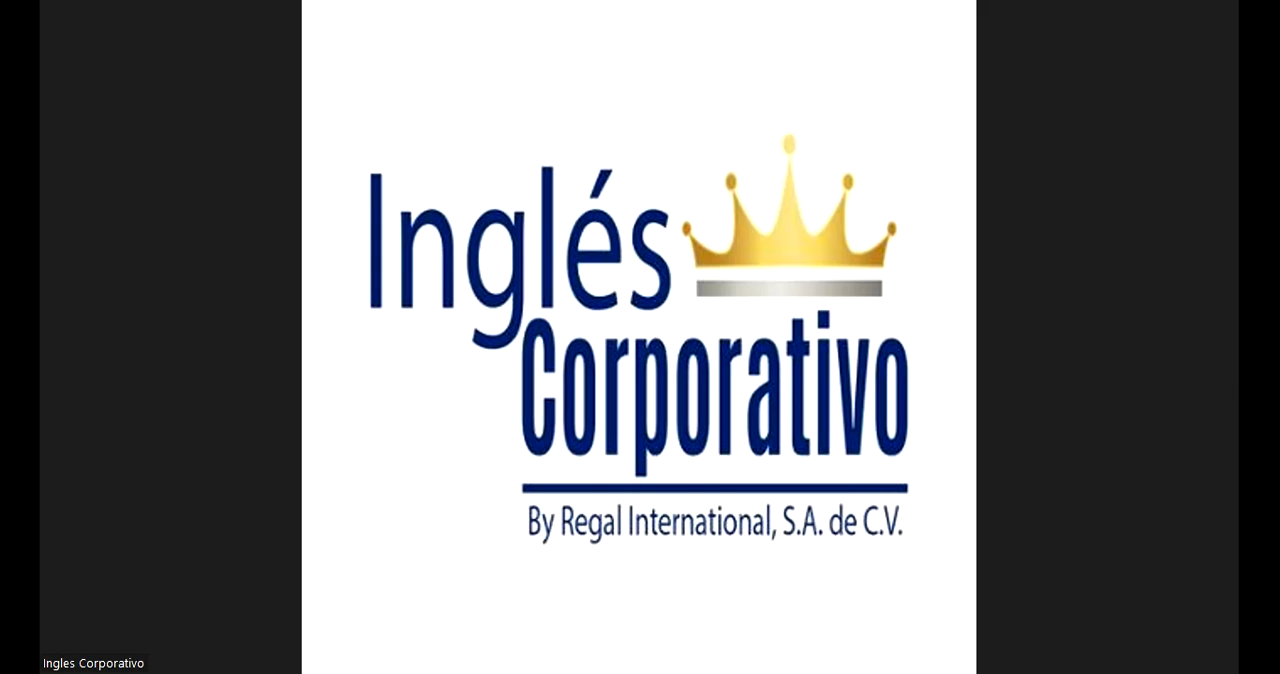 Inglés
Corporativo
By Regal International, S.A. de C.V.
Ingles Corporativo